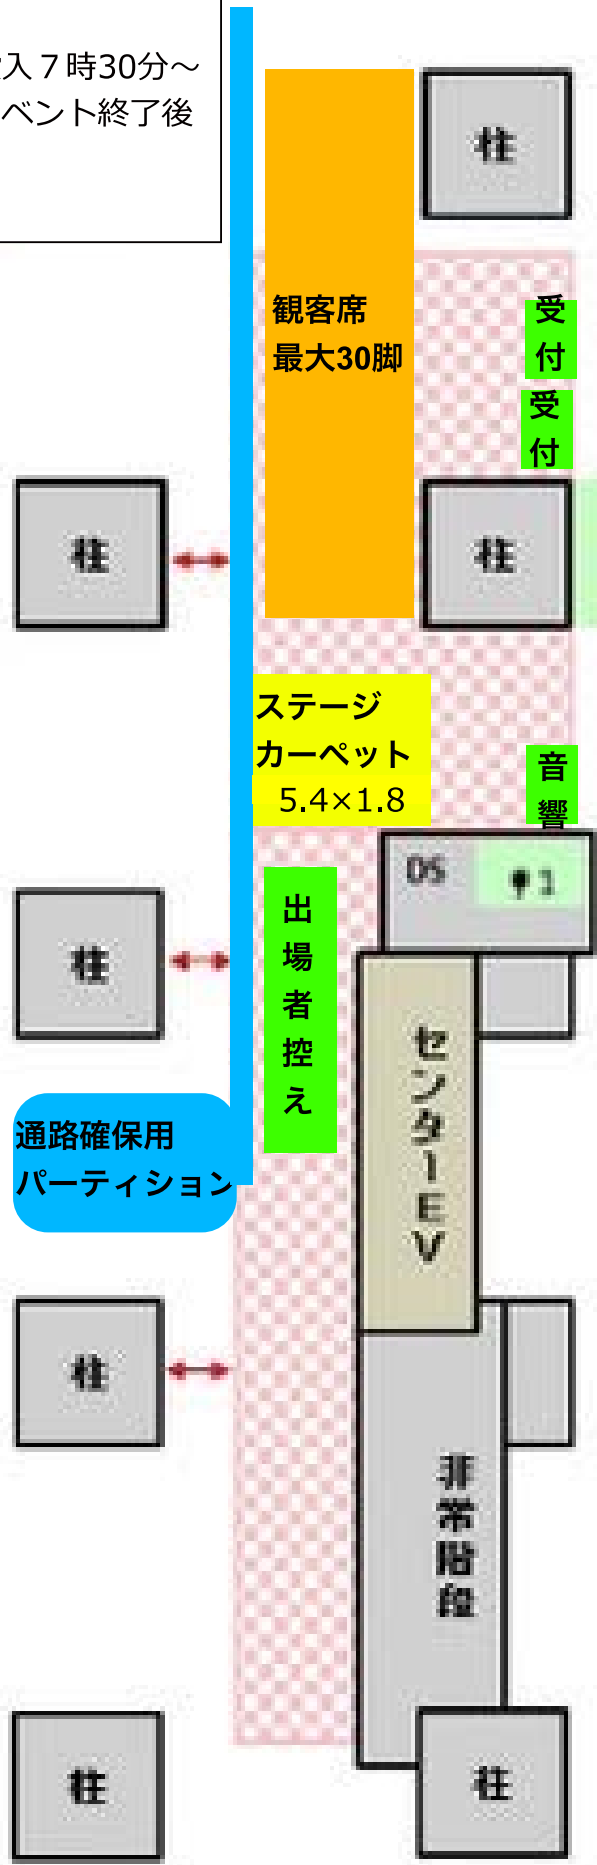 入７時30分～
ベント終了後
柱
観客席
最大30脚
受付
受付
柱
柱
ステージ
カーペット
5.4×1.8
音響
DS
1
出場者控え
柱
センターEV
通路確保用
パーティション
柱
非常階段
柱
柱